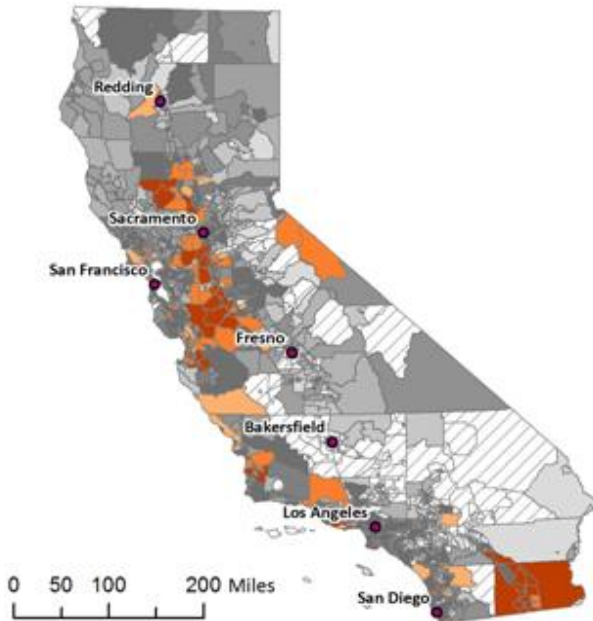 Redding
Sacramento
San Francisco
Fresno
Bakersfield
Los Angeles
0 50 100 200 Miles
San Diego